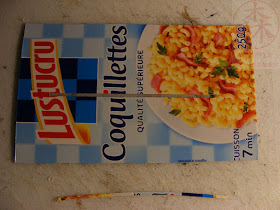 Lustucru
Coquillettes
QUALITÉ SUPÉRIEURE
250g
CUISSON
7 min